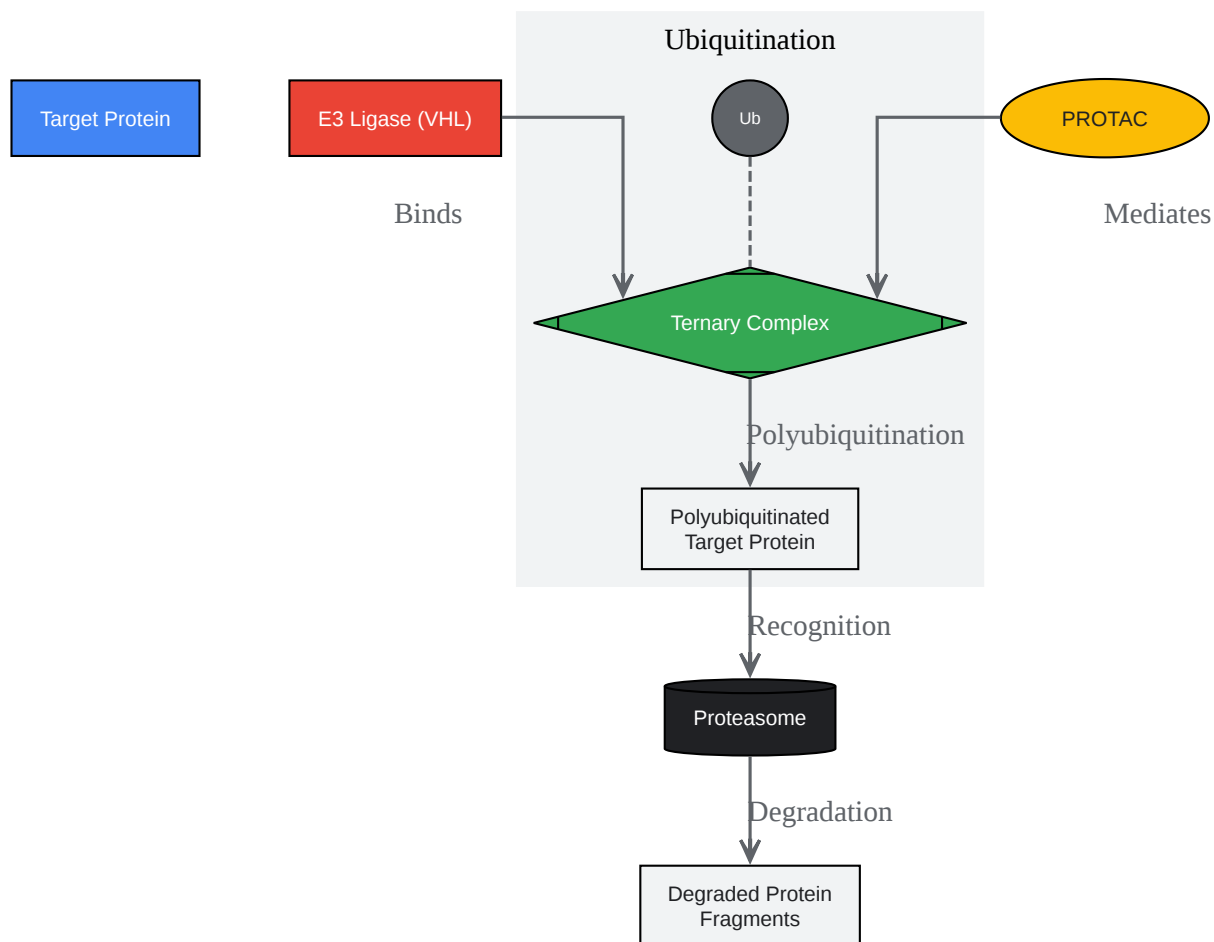 Ubiquitination
Target Protein
E3 Ligase (VHL)
Ub
PROTAC
Binds
Mediates
Ternary Complex
Polyubiquitination
Polyubiquitinated
Target Protein
Recognition
Proteasome
Degradation
Degraded Protein
Fragments